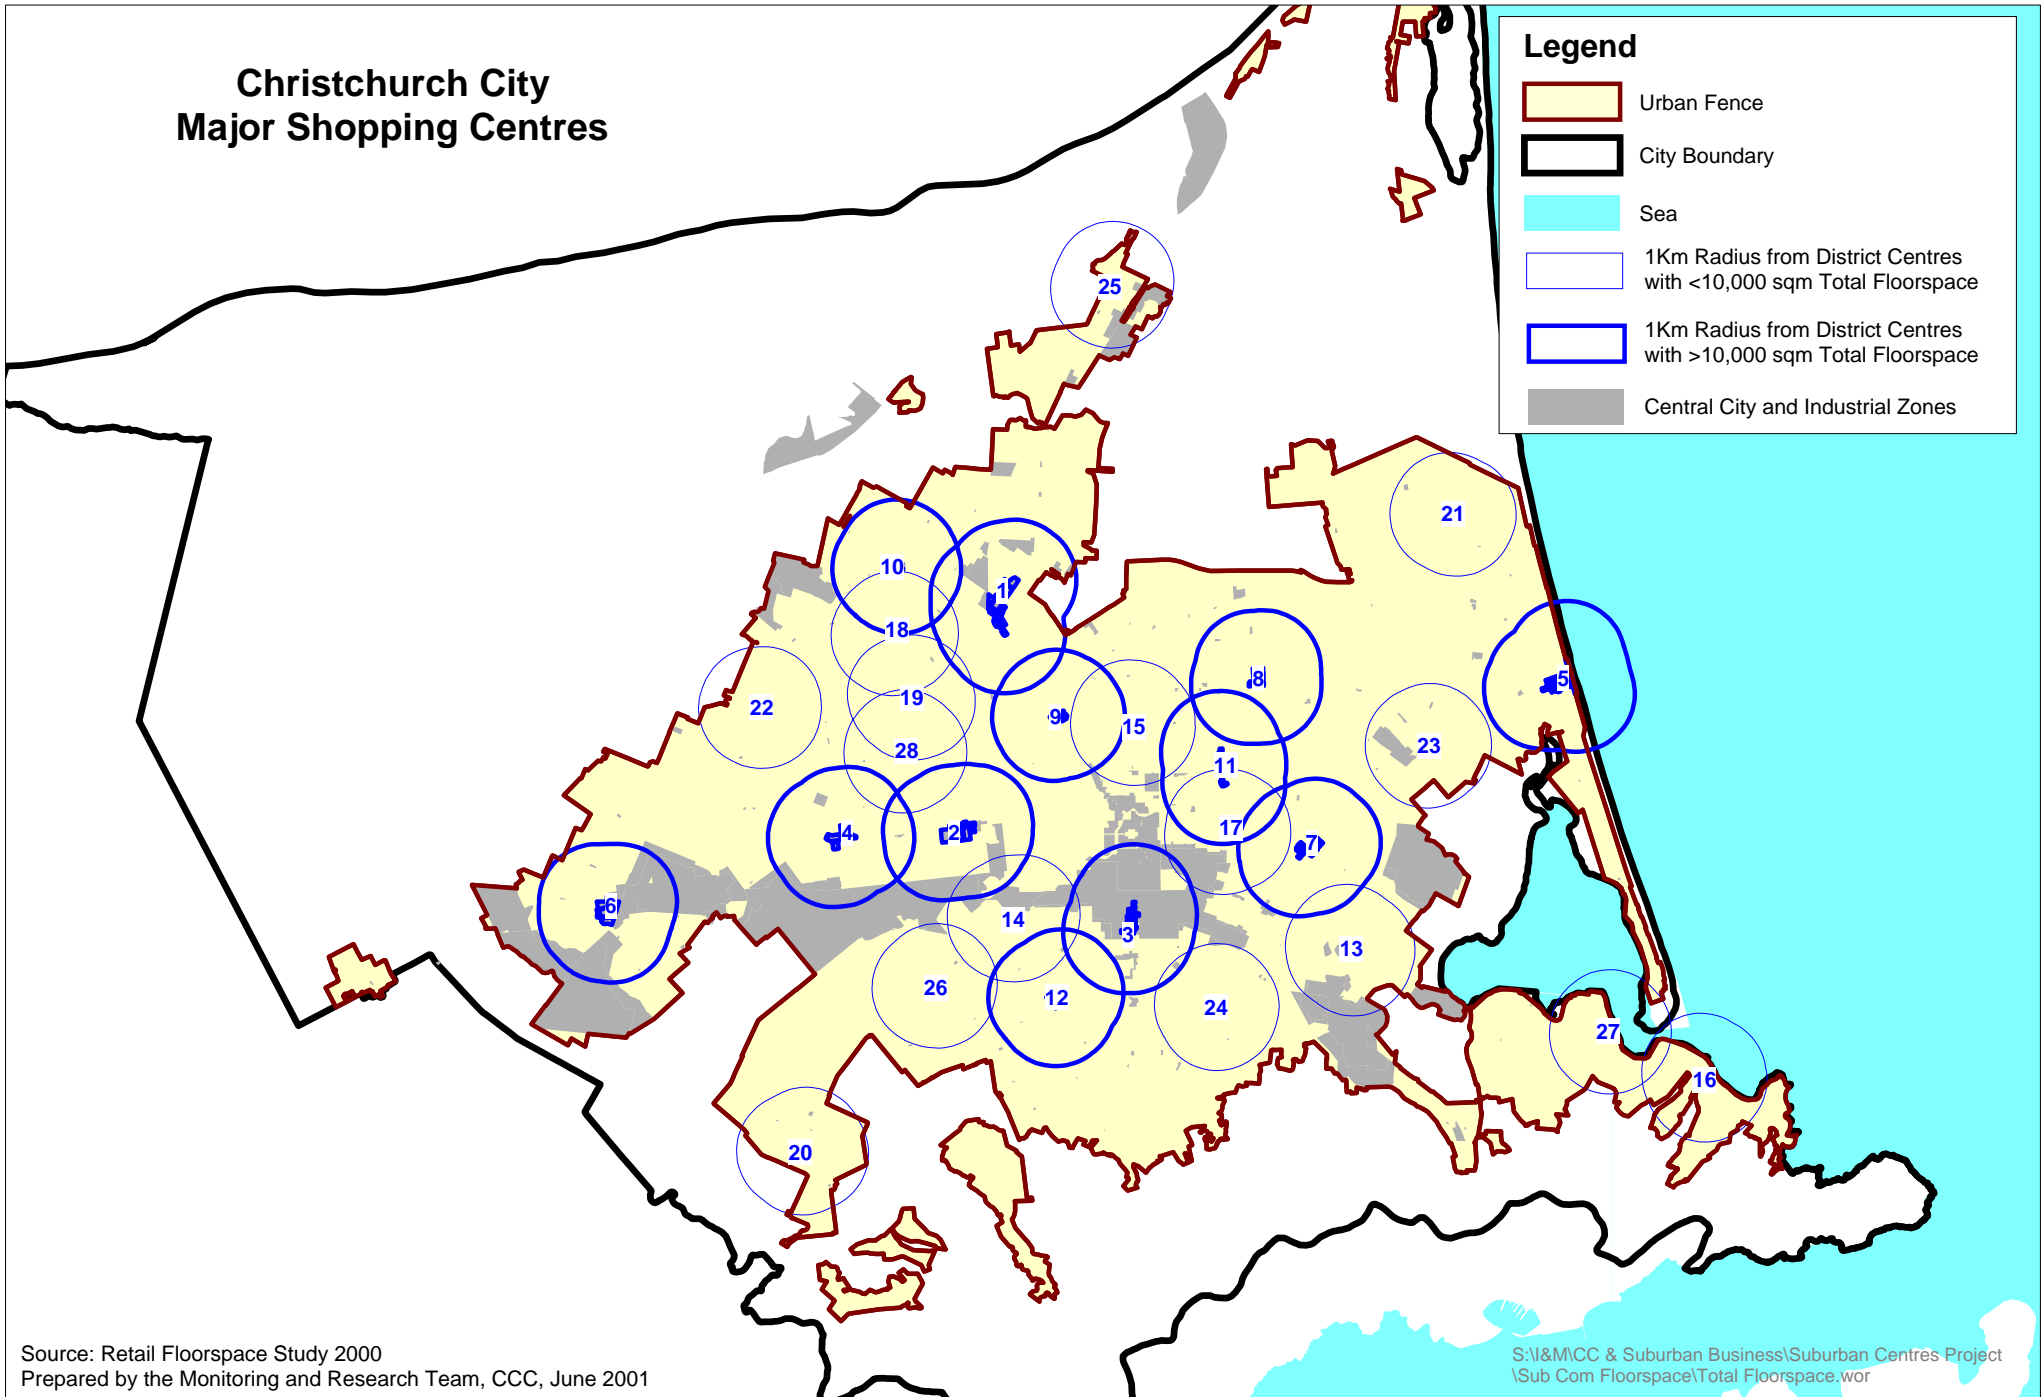 Christchurch City
Major Shopping Centres
Legend
Urban Fence
City Boundary
Sea
1Km Radius from District Centres
with <10,000 sqm Total Floorspace
1Km Radius from District Centres
with >10,000 sqm Total Floorspace
Central City and Industrial Zones
25
21
10
1
18
19
22
28
9
15
8
11
5
23
4
2
17
7
6
14
3
13
26
12
24
27
16
20
Source: Retail Floorspace Study 2000
Prepared by the Monitoring and Research Team, CCC, June 2001
S:\I&M\CC & Suburban Business\Suburban Centres Project
\Sub Com Floorspace\Total Floorspace.wor